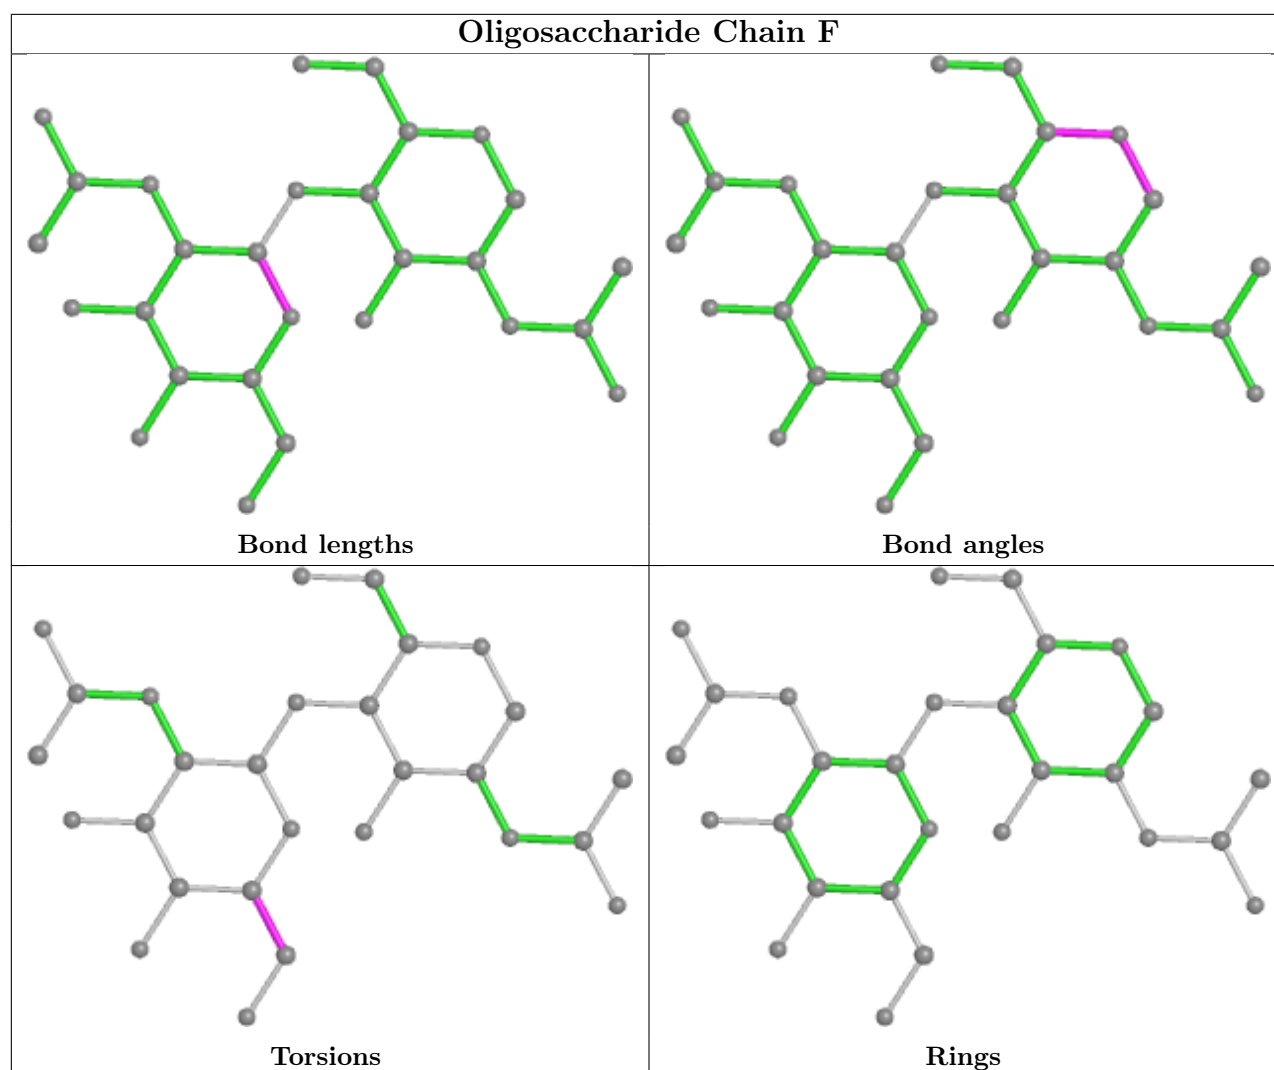 Oligosaccharide Chain F
Bond lengths
Bond angles
Torsions
Rings